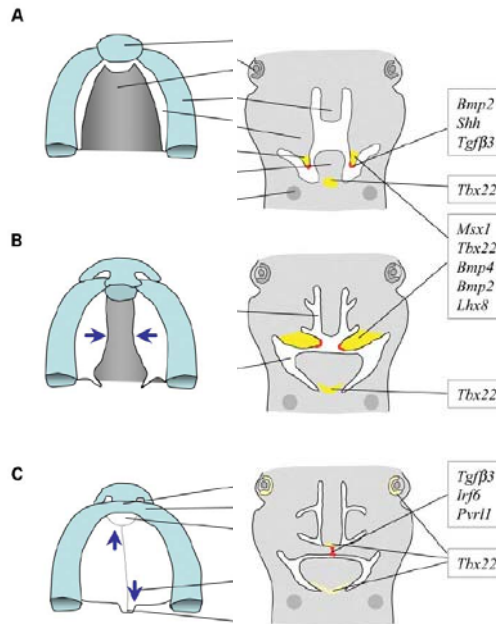 A
Bmp2
Shh
Tgfβ3
Tbx22
Msx1
Tbx22
Bmp4
Bmp2
Lhx8
B
Tbx22
C
Tgfβ3
Irf6
Pvrl1
Tbx22